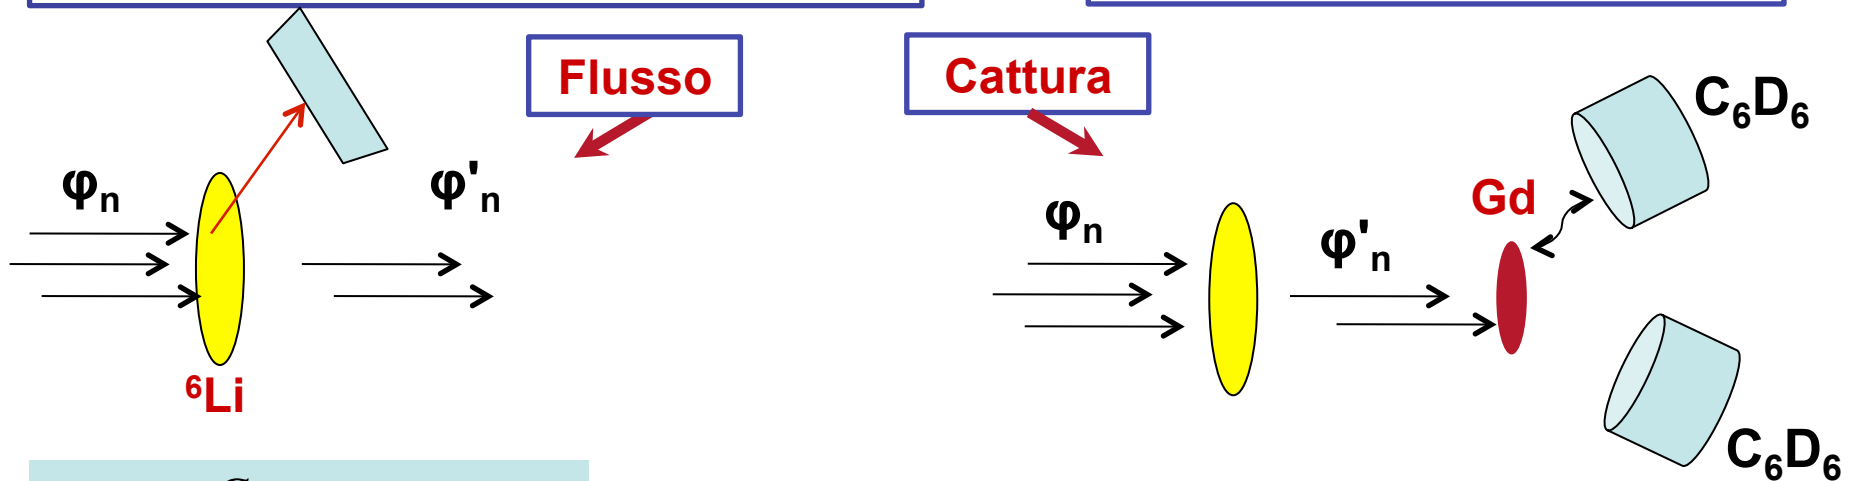 Flusso
Cattura
C₆D₆
φₙ
φ'ₙ
Gd
φₙ
φ'ₙ
⁶Li
C₆D₆